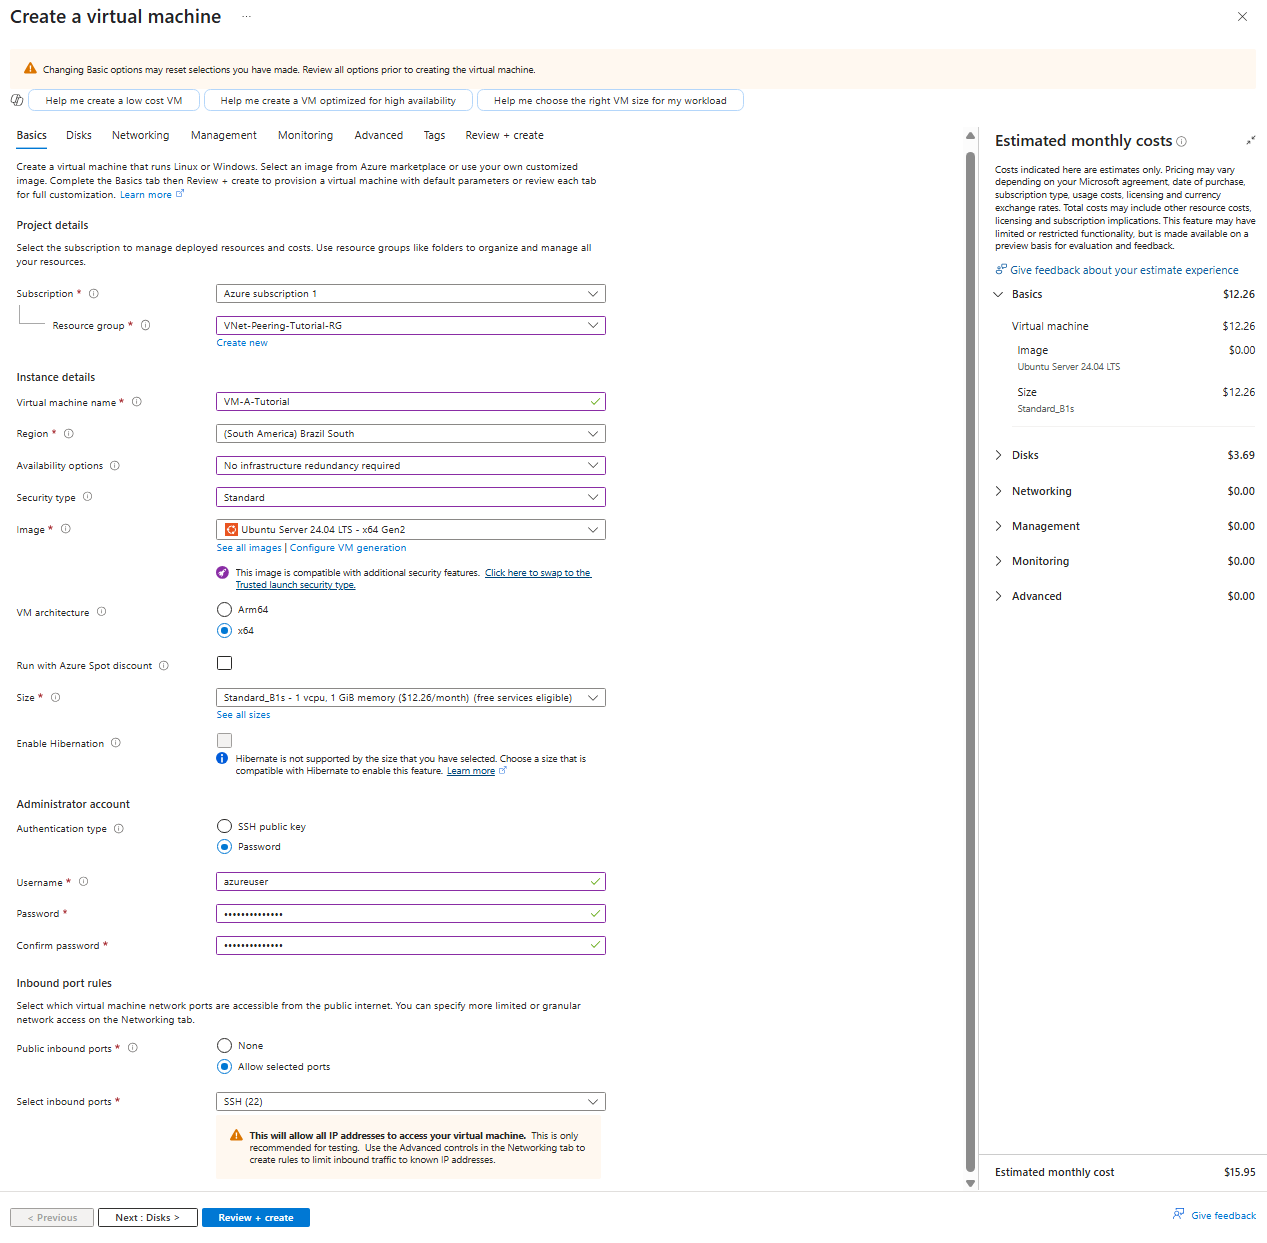 Create a virtual machine
...
Changing Basic options may reset selections you have made. Review all options prior to creating the virtual machine.
Help me create a low cost VM
Help me create a VM optimized for high availability
Help me choose the right VM size for my workload
Basics
Disks
Networking
Management
Monitoring
Advanced
Tags
Review + create
Create a virtual machine that runs Linux or Windows. Select an image from Azure marketplace or use your own customized
image. Complete the Basics tab then Review + create to provision a virtual machine with default parameters or review each tab
for full customization. Learn more
Project details
Select the subscription to manage deployed resources and costs. Use resource groups like folders to organize and manage all
your resources.
Subscription *
Azure subscription 1
Resource group *
VNet-Peering-Tutorial-RG
Create new
Instance details
Virtual machine name *
VM-A-Tutorial
Region *
(South America) Brazil South
Availability options
No infrastructure redundancy required
Security type
Standard
Image *
Ubuntu Server 24.04 LTS - x64 Gen2
See all images | Configure VM generation
This image is compatible with additional security features. Click here to swap to the
Trusted launch security type.
VM architecture
Arm64
x64
Run with Azure Spot discount
Size *
Standard_B1s - 1 vcpu, 1 GiB memory ($12.26/month) (free services eligible)
See all sizes
Enable Hibernation
Hibernate is not supported by the size that you have selected. Choose a size that is
compatible with Hibernate to enable this feature. Learn more
Administrator account
Authentication type
SSH public key
Password
Username *
azureuser
Password *
••••••••••••••
Confirm password *
••••••••••••••
Inbound port rules
Select which virtual machine network ports are accessible from the public internet. You can specify more limited or granular
network access on the Networking tab.
Public inbound ports *
None
Allow selected ports
Select inbound ports *
SSH (22)
This will allow all IP addresses to access your virtual machine. This is only
recommended for testing. Use the Advanced controls in the Networking tab to
create rules to limit inbound traffic to known IP addresses.
< Previous
Next : Disks >
Review + create
Estimated monthly costs
Costs indicated here are estimates only. Pricing may vary
depending on your Microsoft agreement, date of purchase,
subscription type, usage costs, licensing and currency
exchange rates. Total costs may include other resource costs,
licensing and subscription implications. This feature may have
limited or restricted functionality, but is made available on a
preview basis for evaluation and feedback.
Give feedback about your estimate experience
Basics $12.26
Virtual machine $12.26
Image $0.00
Ubuntu Server 24.04 LTS
Size $12.26
Standard_B1s
Disks $3.69
Networking $0.00
Management $0.00
Monitoring $0.00
Advanced $0.00
Estimated monthly cost $15.95
Give feedback